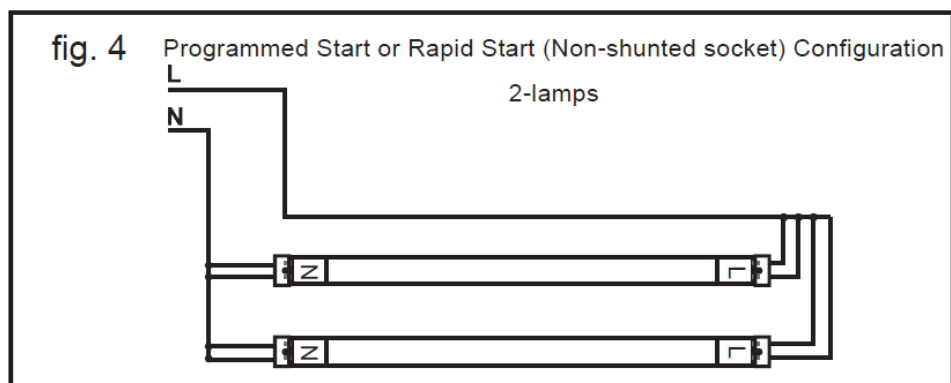 fig. 4 Programmed Start or Rapid Start (Non-shunted socket) Configuration
L
2-lamps
N
N L
N L